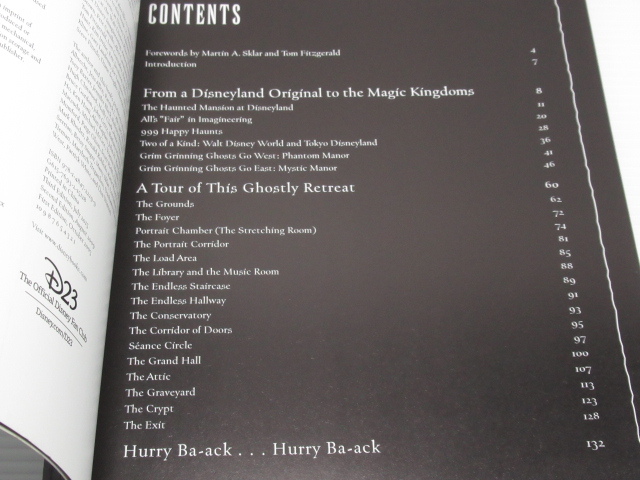 CONTENTS
Forewords by Martin A. Sklar and Tom Fitzgerald 4
Introduction 7
From a Disneyland Original to the Magic Kingdoms 8
The Haunted Mansion at Disneyland 11
All's "Fair" in Imagineering 20
999 Happy Haunts 28
Two of a Kind: Walt Disney World and Tokyo Disneyland 36
Grim Grinning Ghosts Go West: Phantom Manor 41
Grim Grinning Ghosts Go East: Mystic Manor 46
A Tour of This Ghostly Retreat 60
The Grounds 62
The Foyer 72
Portrait Chamber (The Stretching Room) 74
The Portrait Corridor 81
The Load Area 85
The Library and the Music Room 88
The Endless Staircase 89
The Endless Hallway 91
The Conservatory 93
The Corridor of Doors 95
Séance Circle 97
The Grand Hall 100
The Attic 107
The Graveyard 113
The Crypt 123
The Exit 128
Hurry Ba-ack . . . Hurry Ba-ack 132
D23
The Official Disney Fan Club
Disney.com/D23